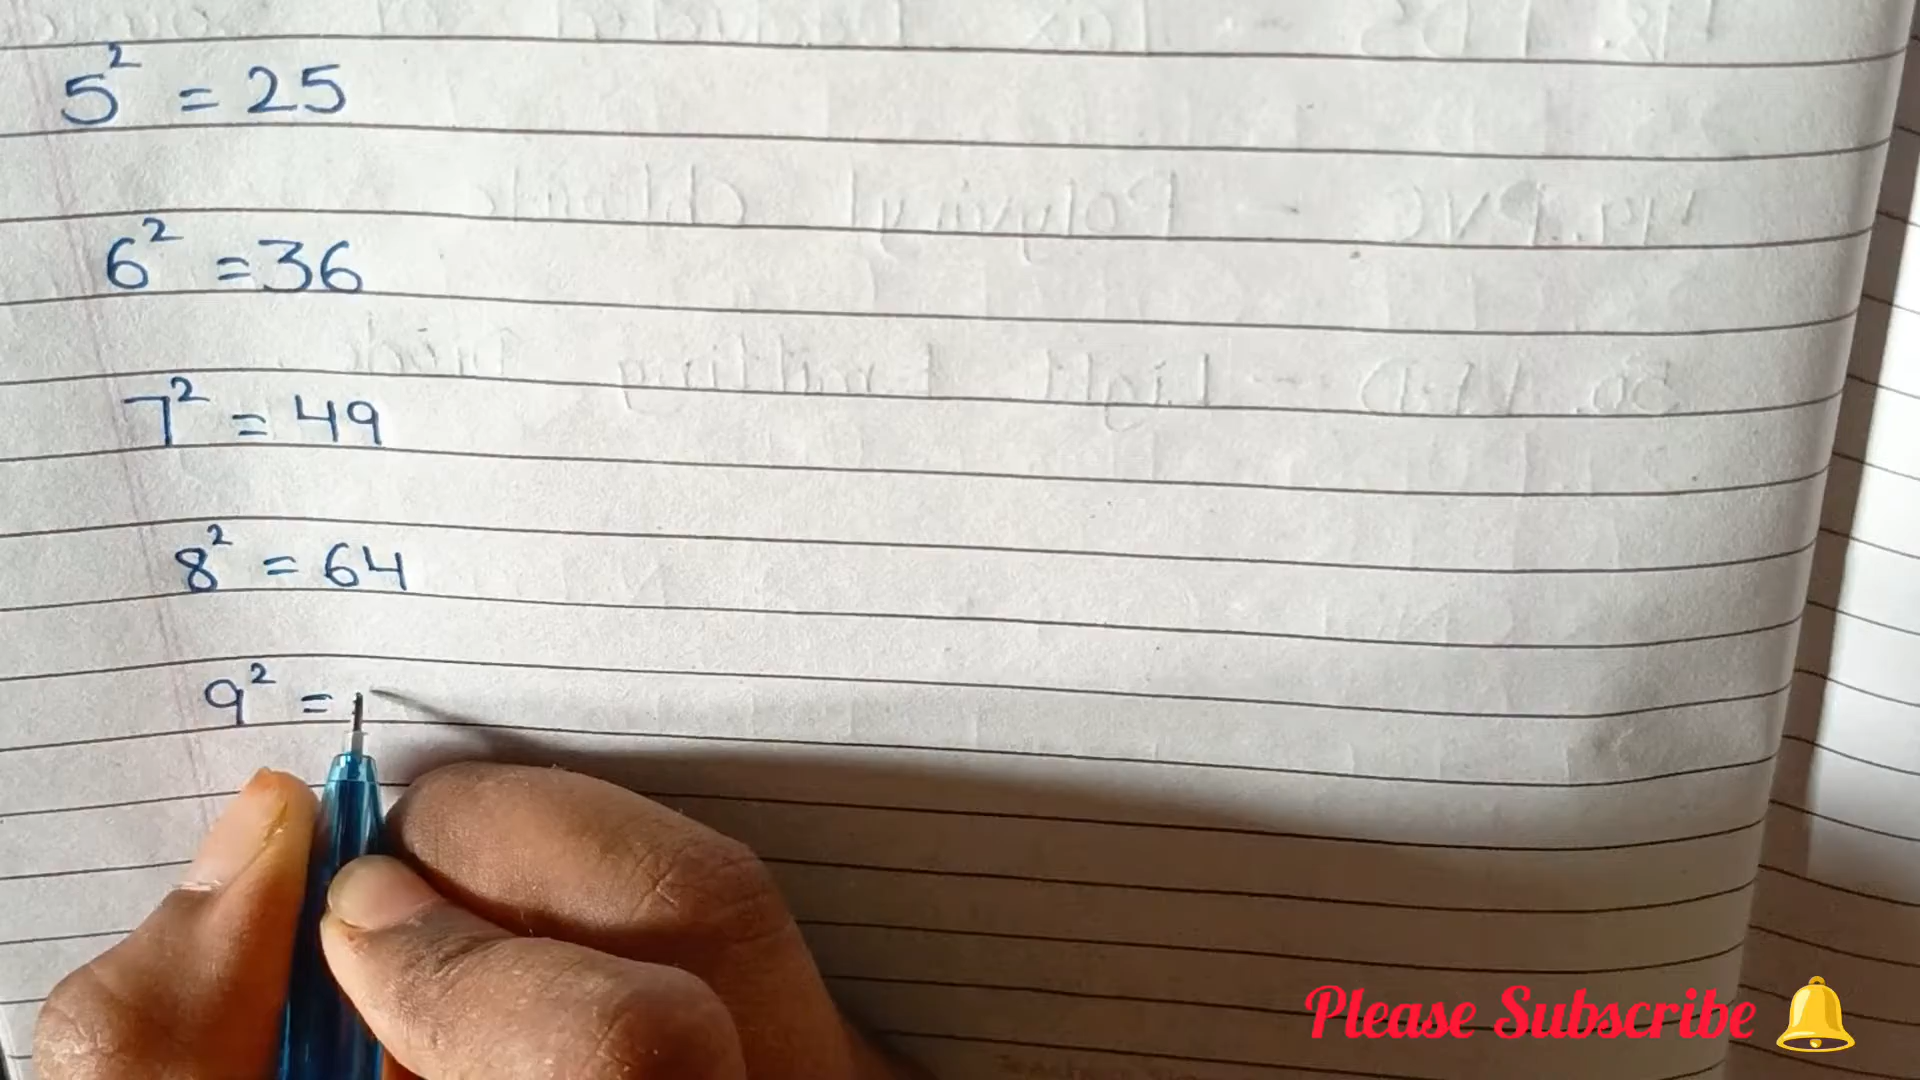 5² = 25
6² = 36
7² = 49
8² = 64
9² =
Please Subscribe